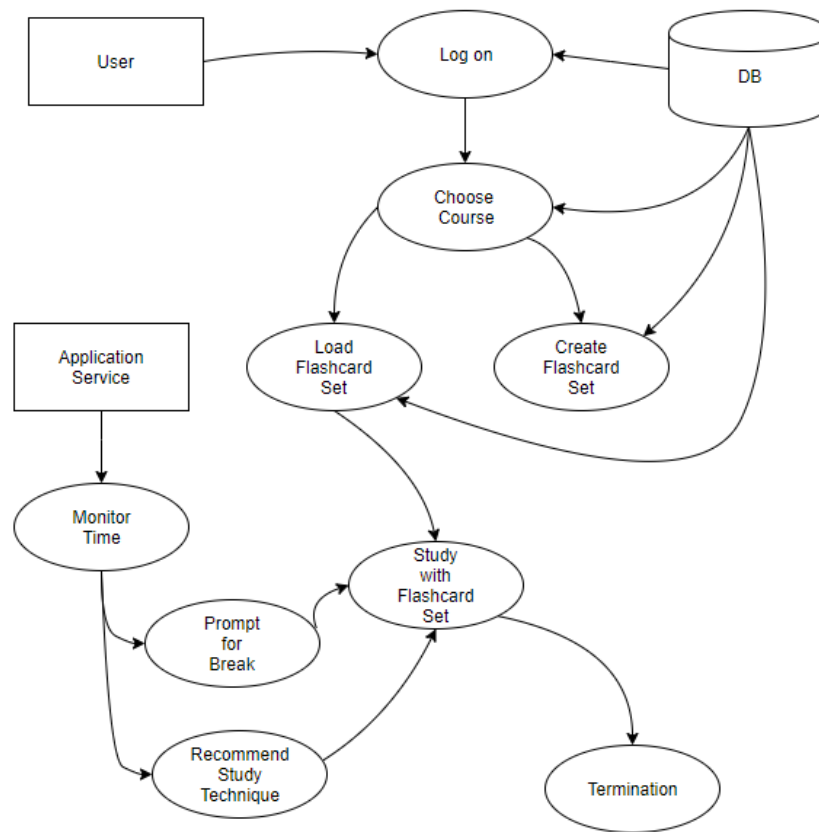 User
Log on
DB
Choose
Course
Application
Service
Load
Flashcard
Set
Create
Flashcard
Set
Monitor
Time
Study
with
Flashcard
Set
Prompt
for
Break
Recommend
Study
Technique
Termination